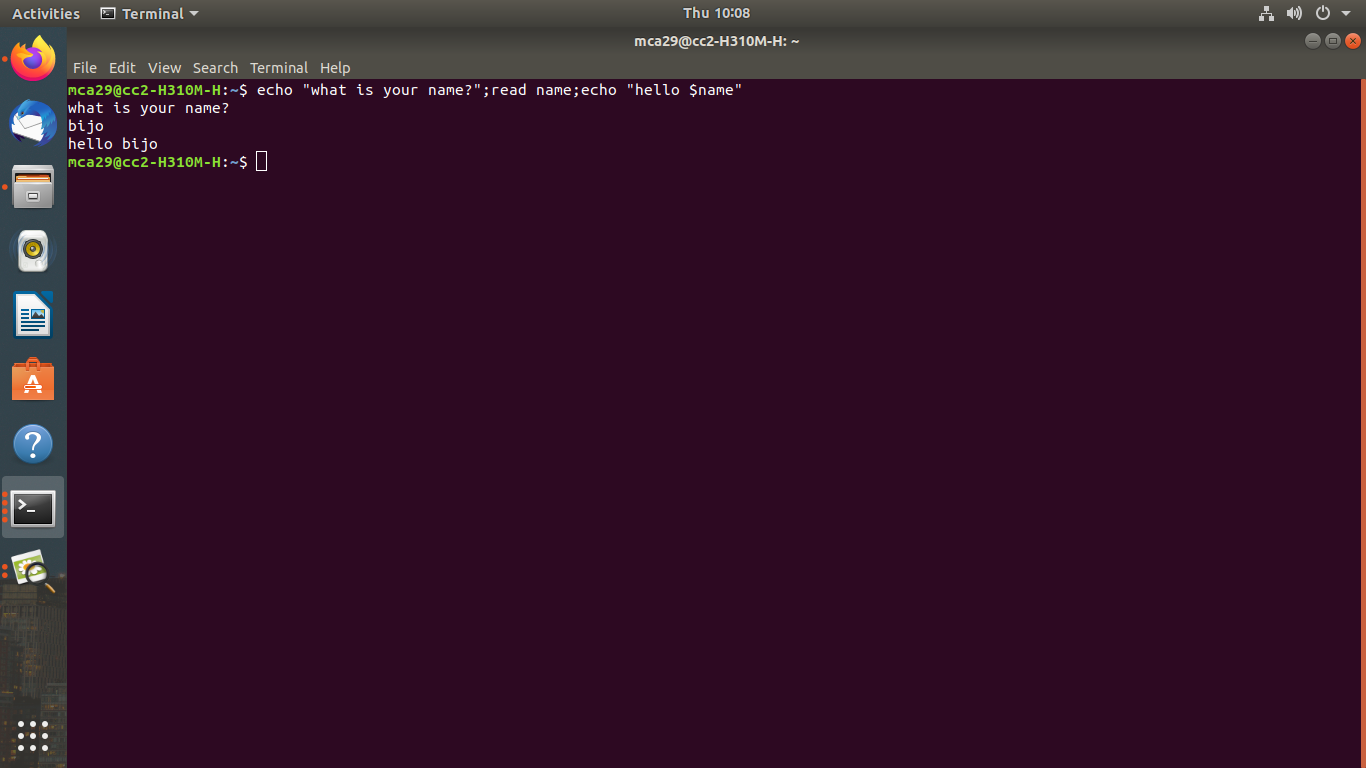 Activities Terminal Thu 10:08
mca29@cc2-H310M-H: ~
File Edit View Search Terminal Help
mca29@cc2-H310M-H:~$ echo "what is your name?";read name;echo "hello $name"
what is your name?
bijo
hello bijo
mca29@cc2-H310M-H:~$